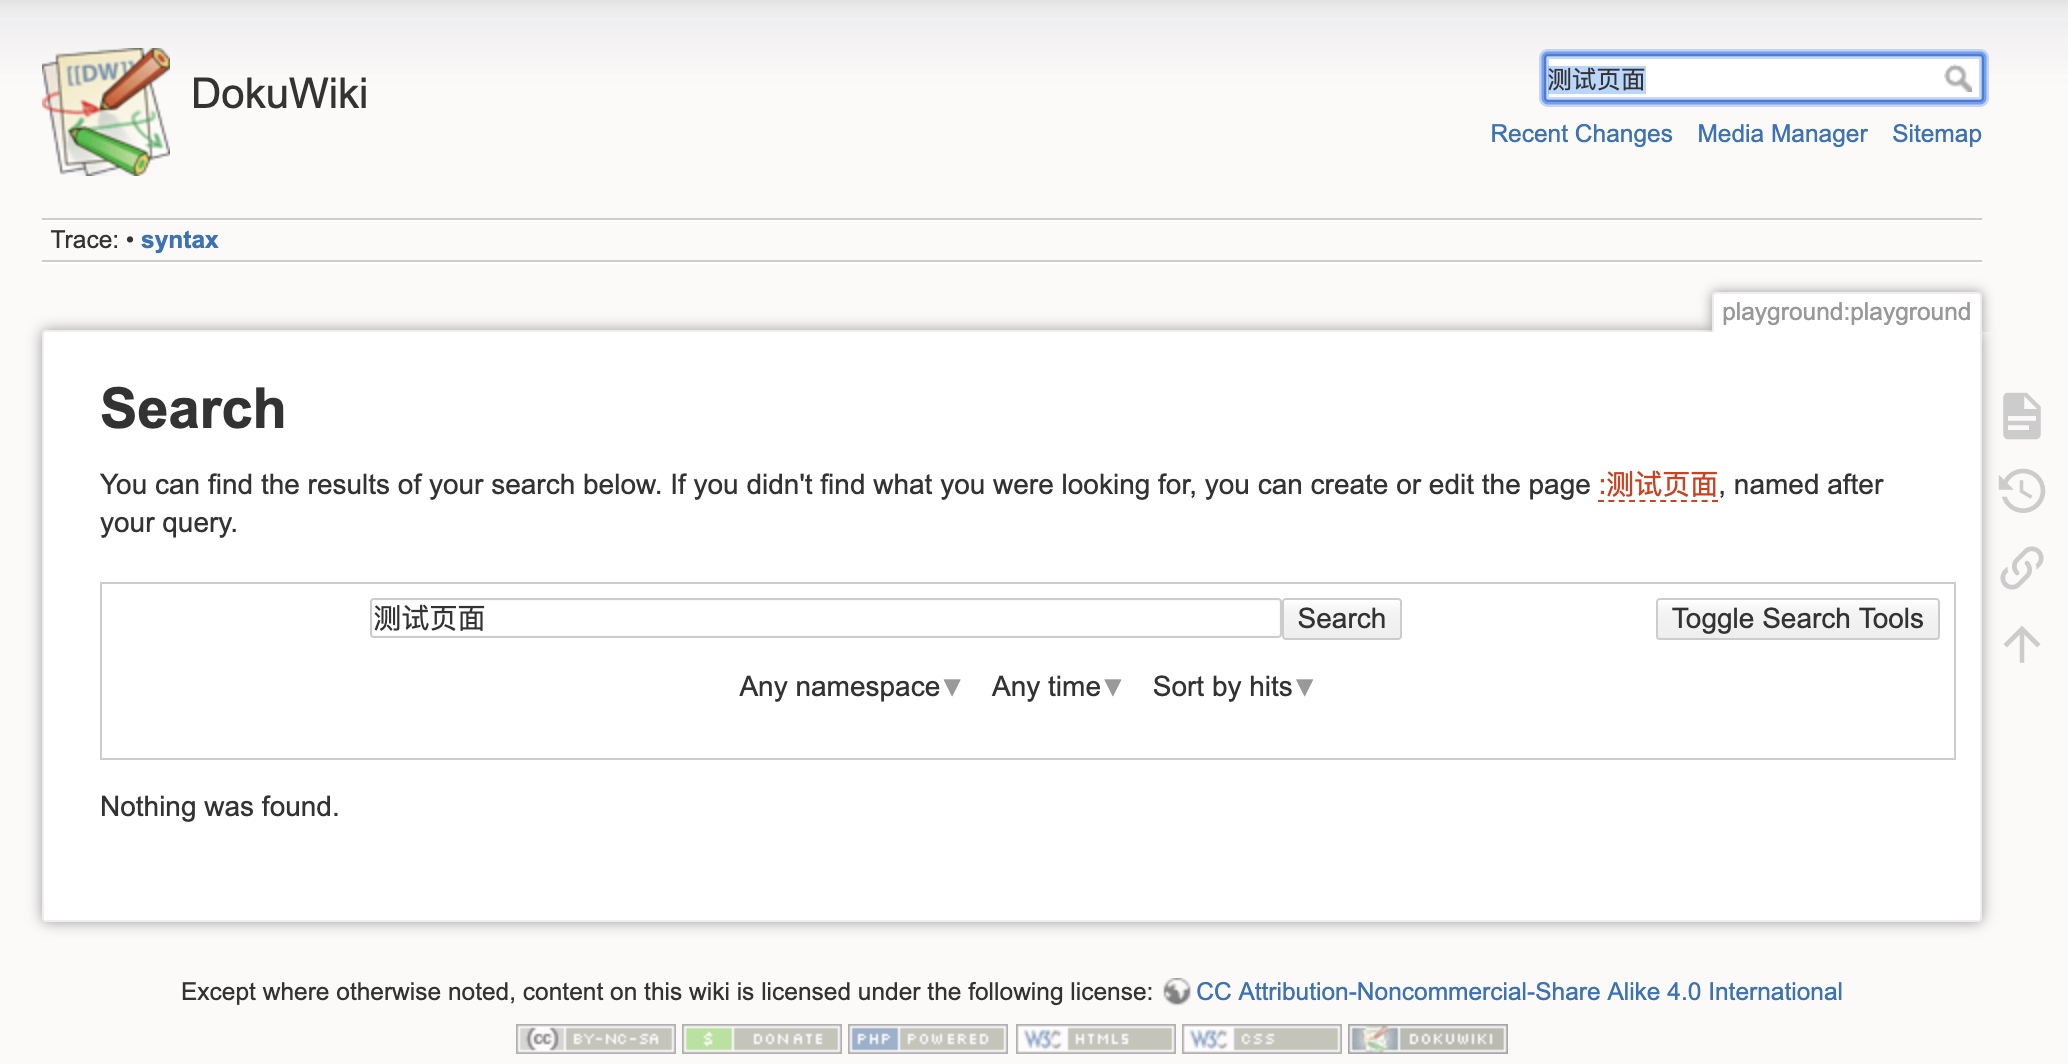 [[DW]]
DokuWiki
测试页面
Recent Changes Media Manager Sitemap
Trace: • syntax
playground:playground
Search
You can find the results of your search below. If you didn't find what you were looking for, you can create or edit the page :测试页面, named after
your query.
测试页面 Search Toggle Search Tools
Any namespace▼ Any time▼ Sort by hits▼
Nothing was found.
Except where otherwise noted, content on this wiki is licensed under the following license: CC Attribution-Noncommercial-Share Alike 4.0 International
(cc) BY-NC-SA $ DONATE PHP POWERED W3C HTML5 W3C CSS DOKUWIKI